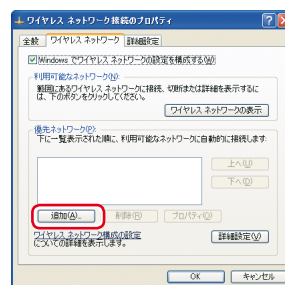 ワイヤレス ネットワーク接続のプロパティ
全般 ワイヤレス ネットワーク 詳細設定
Windows でワイヤレス ネットワークの設定を構成する(W)
利用可能なネットワーク(N):
範囲にあるワイヤレス ネットワークに接続、切断または詳細を表示するに
は、下のボタンをクリックしてください。
ワイヤレス ネットワークの表示
優先ネットワーク(P):
下に一覧表示された順に、利用可能なネットワークに自動的に接続します:
上へ(U)
下へ(D)
追加(A)... 削除(R) プロパティ(O)
ワイヤレス ネットワーク構成の設定
についての詳細を表示します。
詳細設定(V)
OK キャンセル